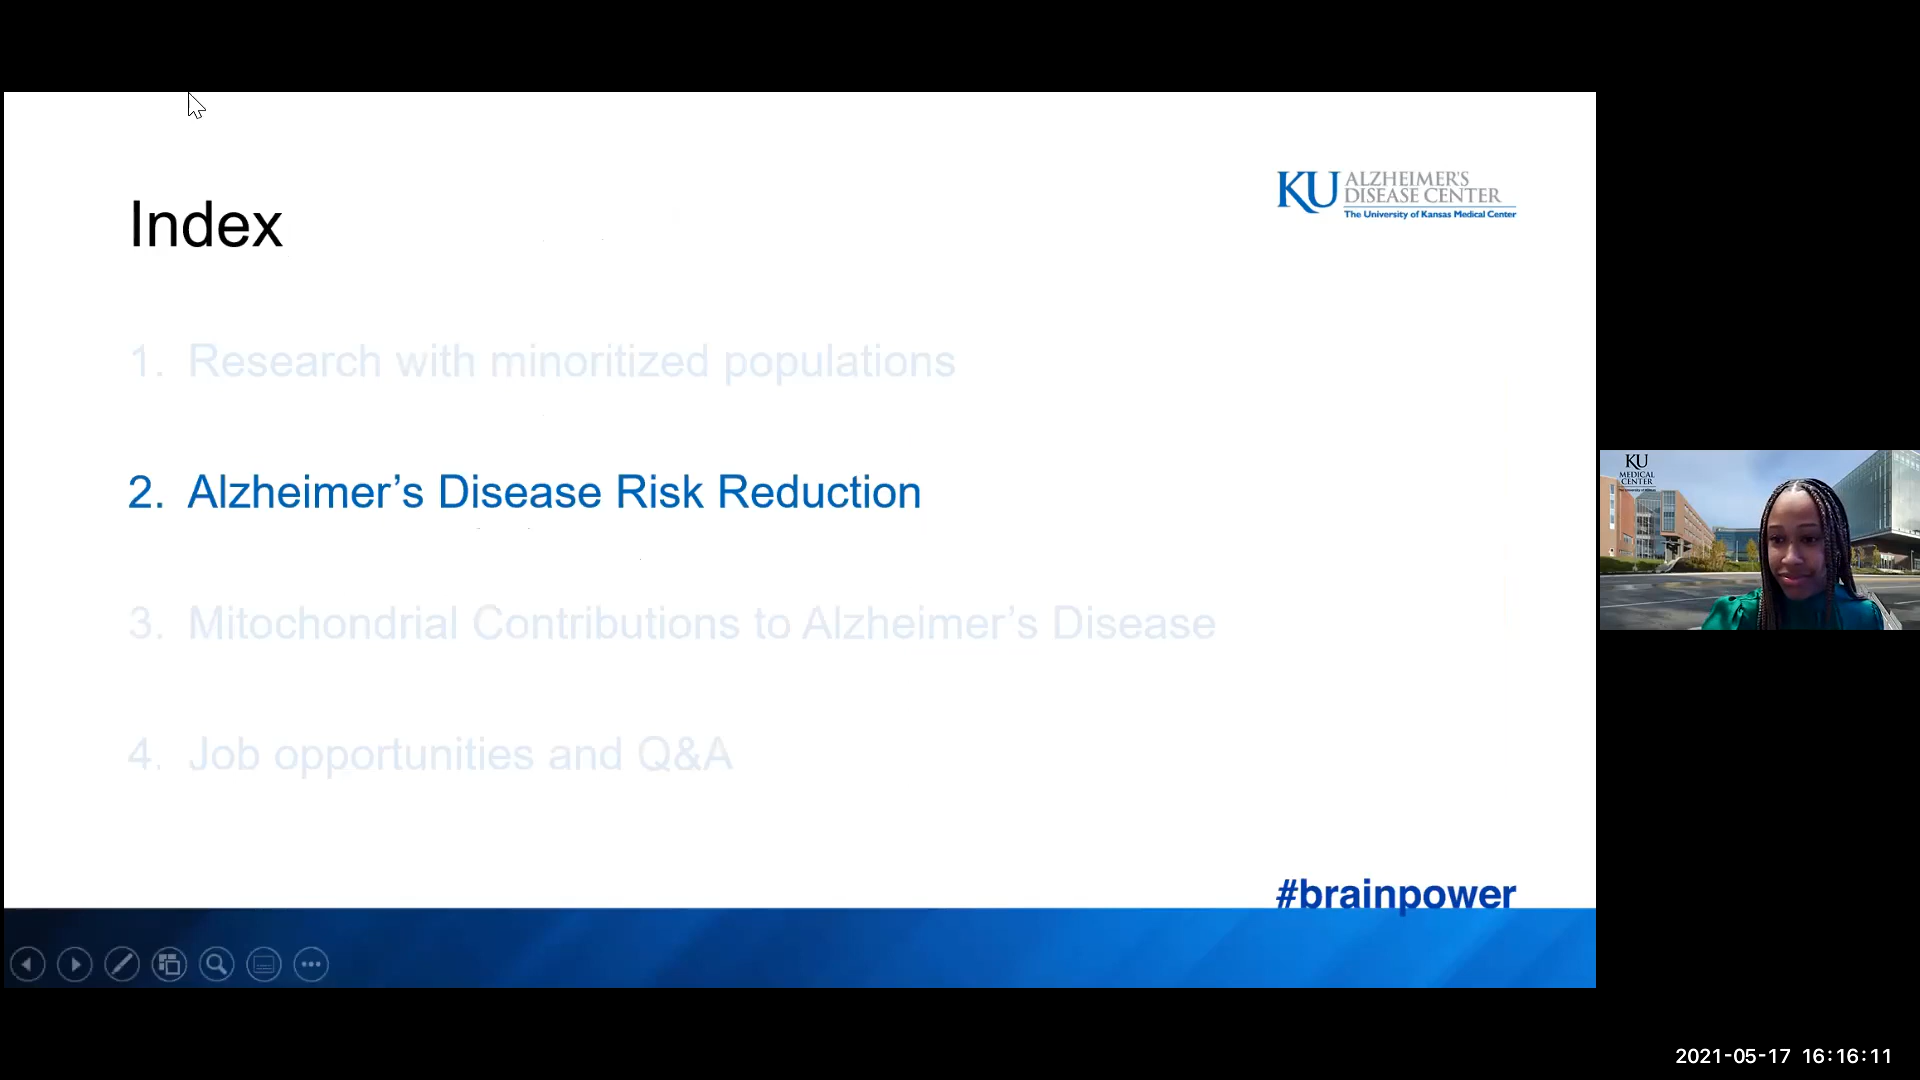 Index
KU ALZHEIMER'S
DISEASE CENTER
The University of Kansas Medical Center
1. Research with minoritized populations
2. Alzheimer’s Disease Risk Reduction
3. Mitochondrial Contributions to Alzheimer’s Disease
4. Job opportunities and Q&A
#brainpower
KU
MEDICAL
CENTER
2021-05-17 16:16:11